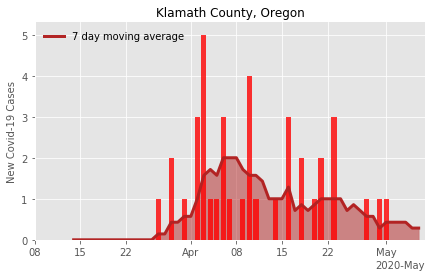 Klamath County, Oregon
7 day moving average
New Covid-19 Cases
5
4
3
2
1
0
08 15 22 Apr 08 15 22 May
2020-May